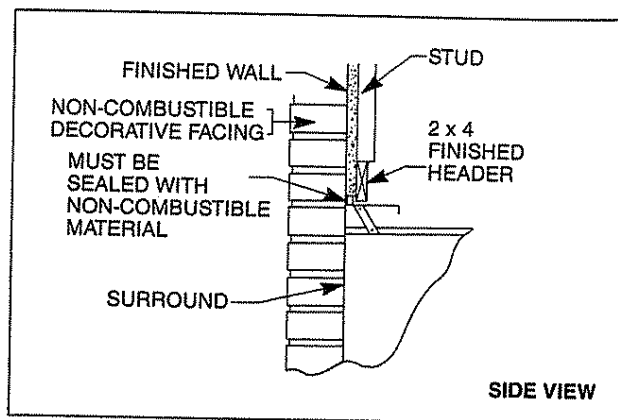 FINISHED WALL
STUD
NON-COMBUSTIBLE
DECORATIVE FACING
2 x 4
FINISHED
HEADER
MUST BE
SEALED WITH
NON-COMBUSTIBLE
MATERIAL
SURROUND
SIDE VIEW